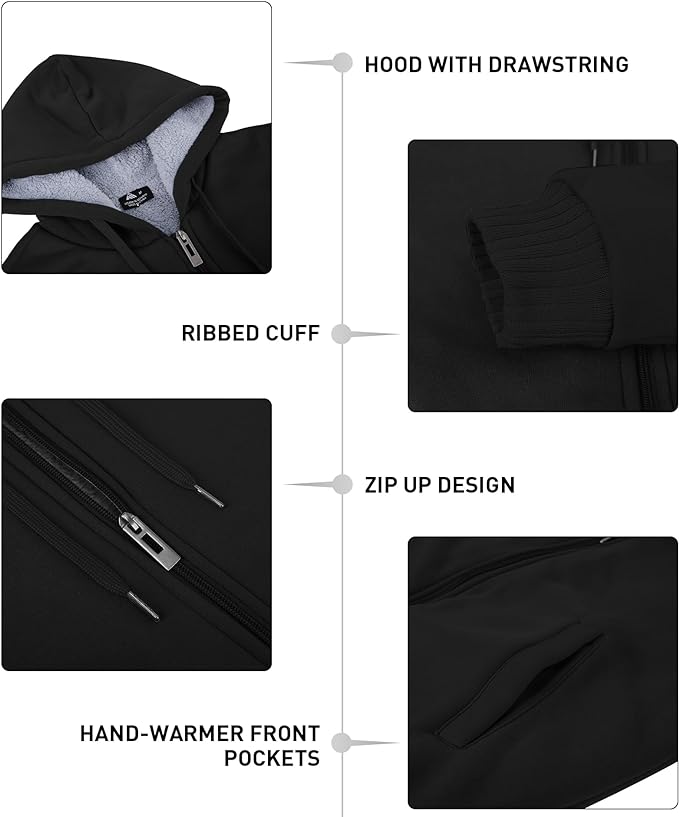 HOOD WITH DRAWSTRING
RIBBED CUFF
ZIP UP DESIGN
HAND-WARMER FRONT
POCKETS